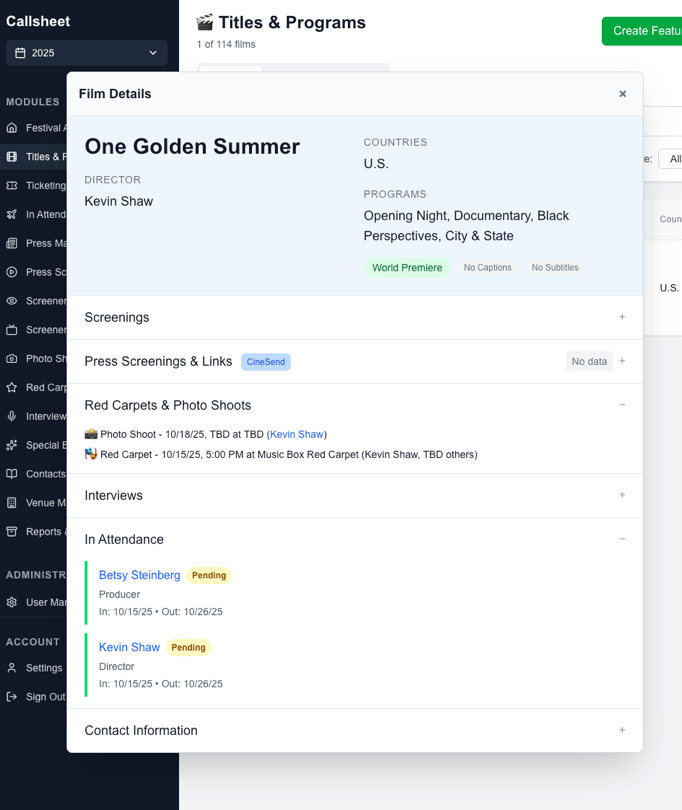 Callsheet
2025
MODULES
Festival A
Titles & P
Ticketing
In Attend
Press Ma
Press Sc
Screener
Screener
Photo Sh
Red Carp
Interview
Special E
Contacts
Venue M
Reports &
ADMINISTR
User Mar
ACCOUNT
Settings
Sign Out
Titles & Programs
1 of 114 films
Create Featu
e:
All
Coun
U.S.
Film Details
×
One Golden Summer
DIRECTOR
Kevin Shaw
COUNTRIES
U.S.
PROGRAMS
Opening Night, Documentary, Black
Perspectives, City & State
World Premiere No Captions No Subtitles
Screenings +
Press Screenings & Links CineSend No data +
Red Carpets & Photo Shoots −
Photo Shoot - 10/18/25, TBD at TBD (Kevin Shaw)
Red Carpet - 10/15/25, 5:00 PM at Music Box Red Carpet (Kevin Shaw, TBD others)
Interviews +
In Attendance −
Betsy Steinberg Pending
Producer
In: 10/15/25 • Out: 10/26/25
Kevin Shaw Pending
Director
In: 10/15/25 • Out: 10/26/25
Contact Information +